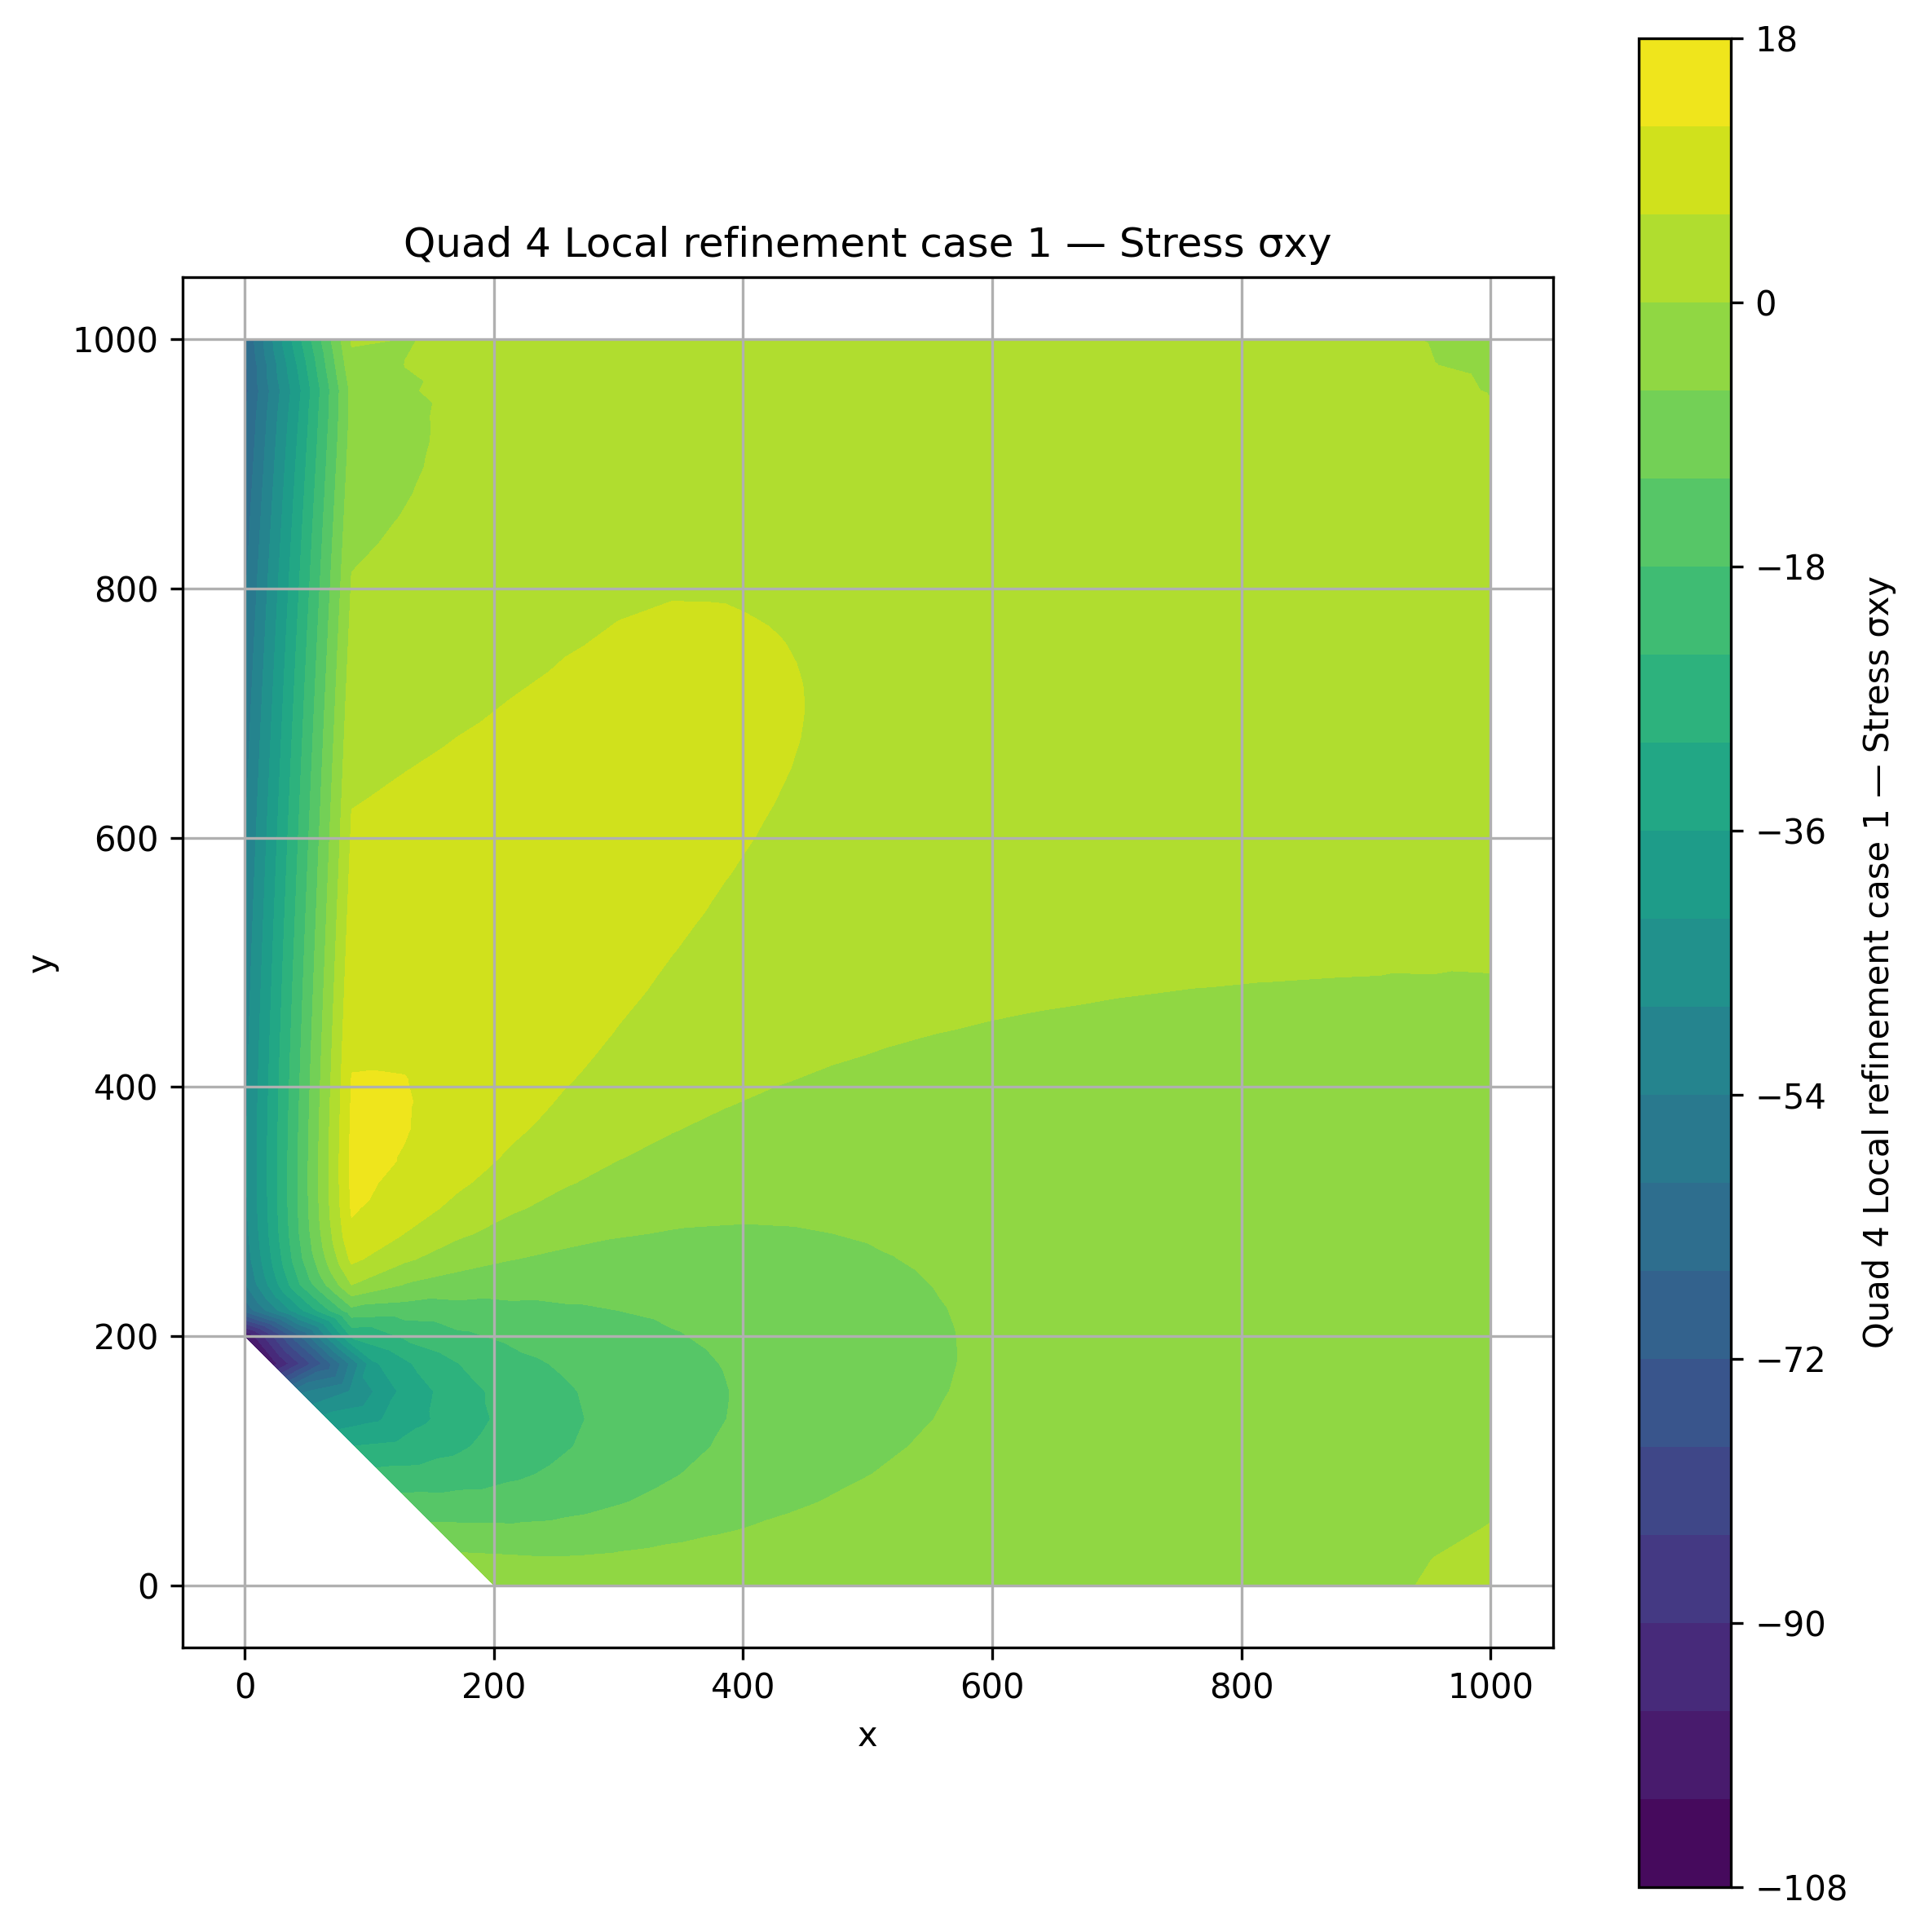 Quad 4 Local refinement case 1 — Stress σxy
1000
800
600
400
200
0
y
0 200 400 600 800 1000
x
18
0
−18
−36
−54
−72
−90
−108
Quad 4 Local refinement case 1 — Stress σxy